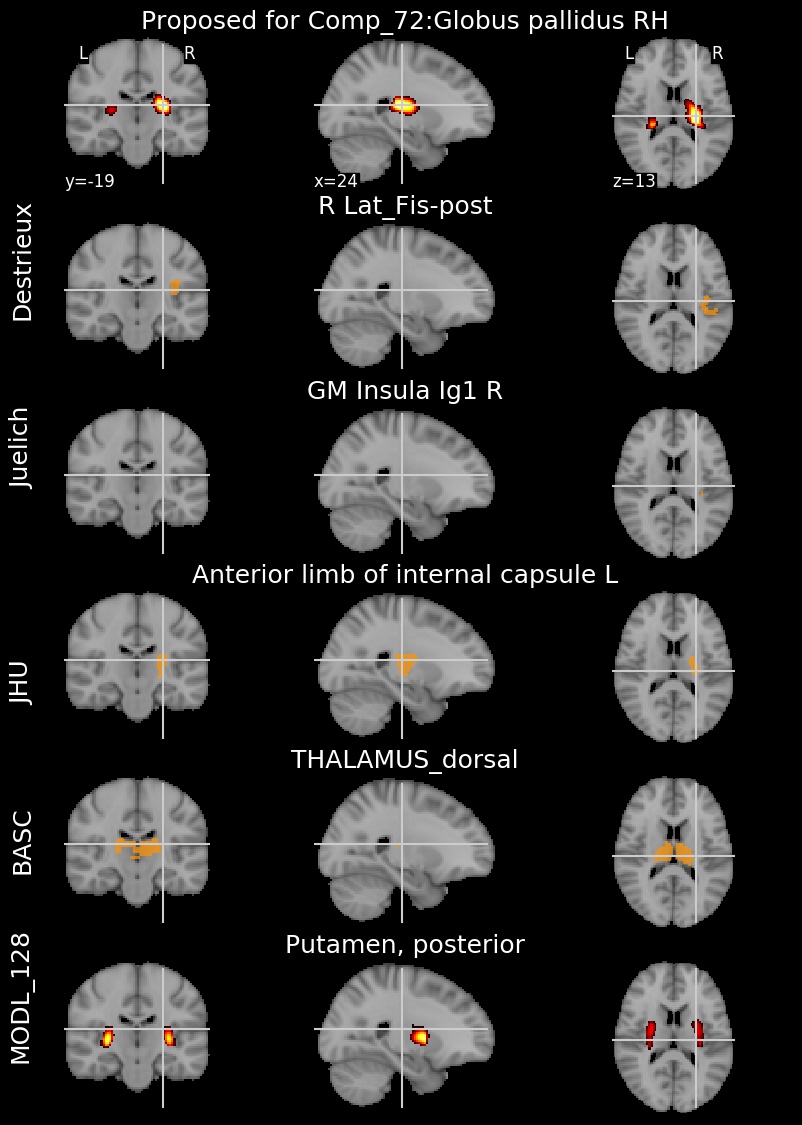 Proposed for Comp_72:Globus pallidus RH
L R L R
y=-19 x=24 z=13
R Lat_Fis-post
Destrieux
GM Insula Ig1 R
Juelich
Anterior limb of internal capsule L
JHU
THALAMUS_dorsal
BASC
Putamen, posterior
MODL_128